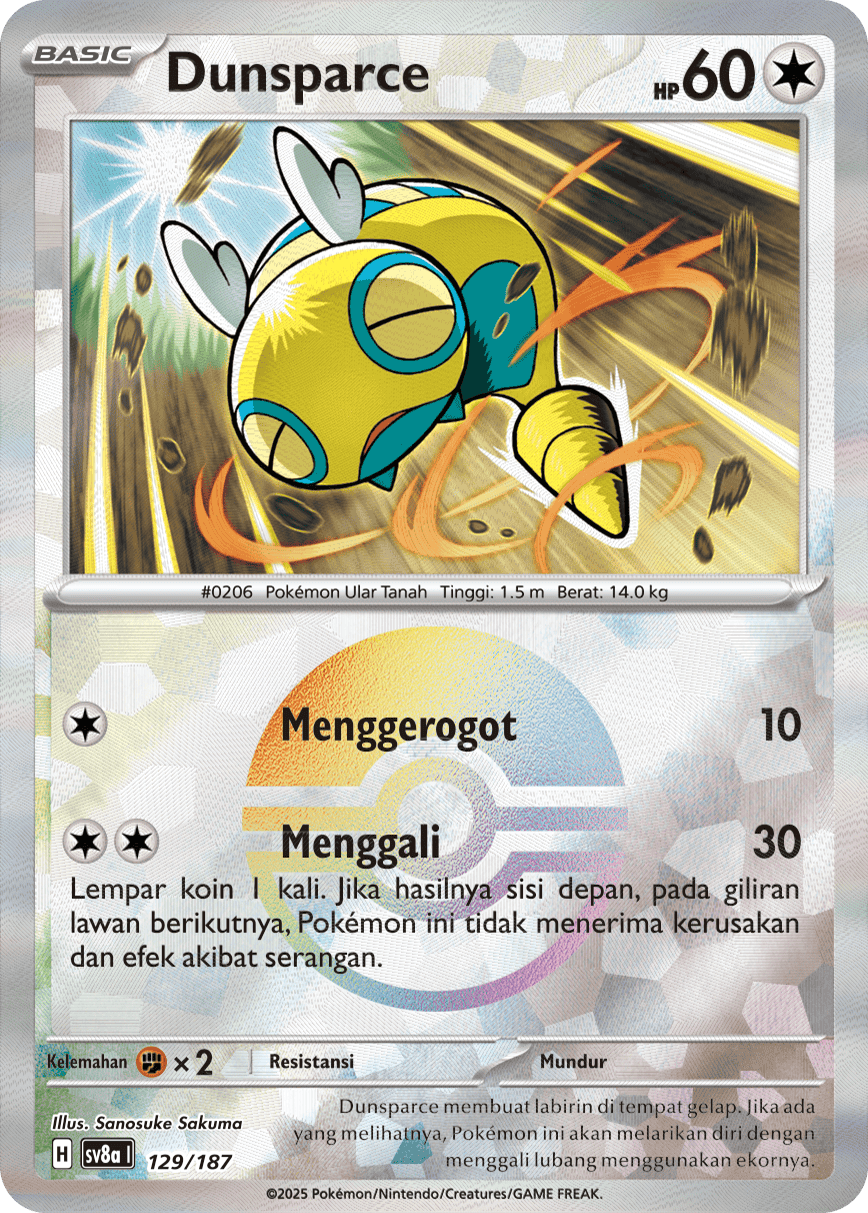 BASIC
Dunsparce
HP 60
#0206 Pokémon Ular Tanah Tinggi: 1.5 m Berat: 14.0 kg
Menggerogot 10
Menggali 30
Lempar koin 1 kali. Jika hasilnya sisi depan, pada giliran
lawan berikutnya, Pokémon ini tidak menerima kerusakan
dan efek akibat serangan.
Kelemahan ×2 Resistansi Mundur
Illus. Sanosuke Sakuma
H sv8a I 129/187
Dunsparce membuat labirin di tempat gelap. Jika ada
yang melihatnya, Pokémon ini akan melarikan diri dengan
menggali lubang menggunakan ekornya.
©2025 Pokémon/Nintendo/Creatures/GAME FREAK.